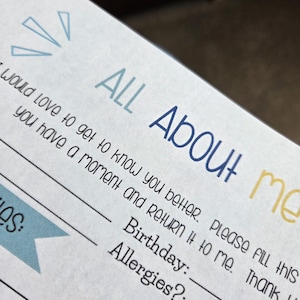 All About me
would love to get to know you better. Please fill this
you have a moment and return it to me. Thank
Birthday:
Allergies?